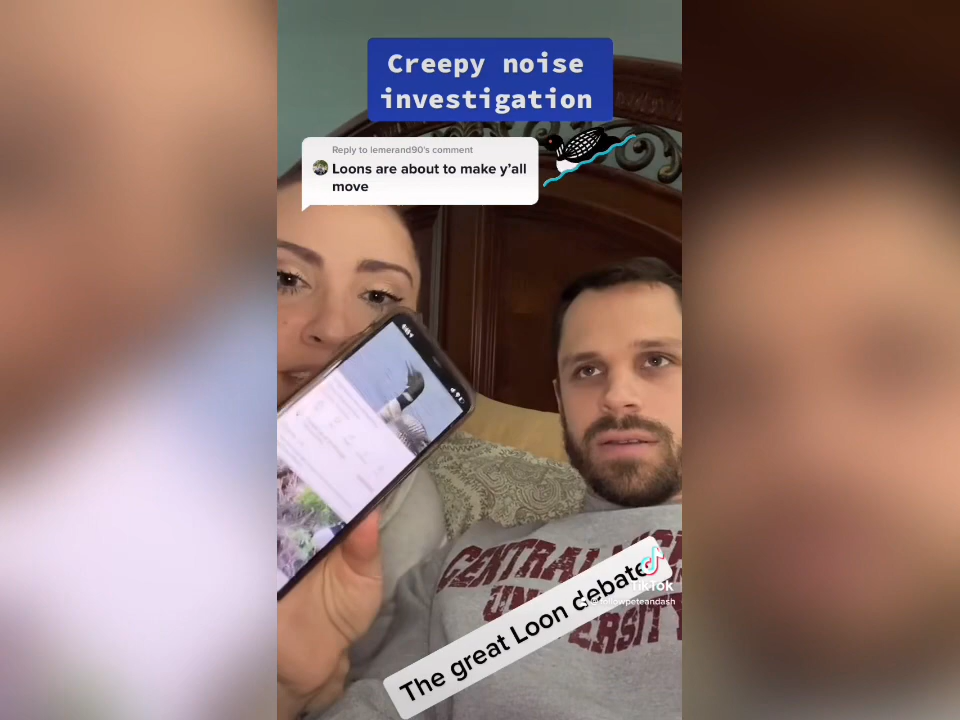 Creepy noise
investigation
Reply to lemerand90's comment
Loons are about to make y'all
move
CENTRAL
UNIVERSITY
The great Loon debate
TikTok
@followpeteandash